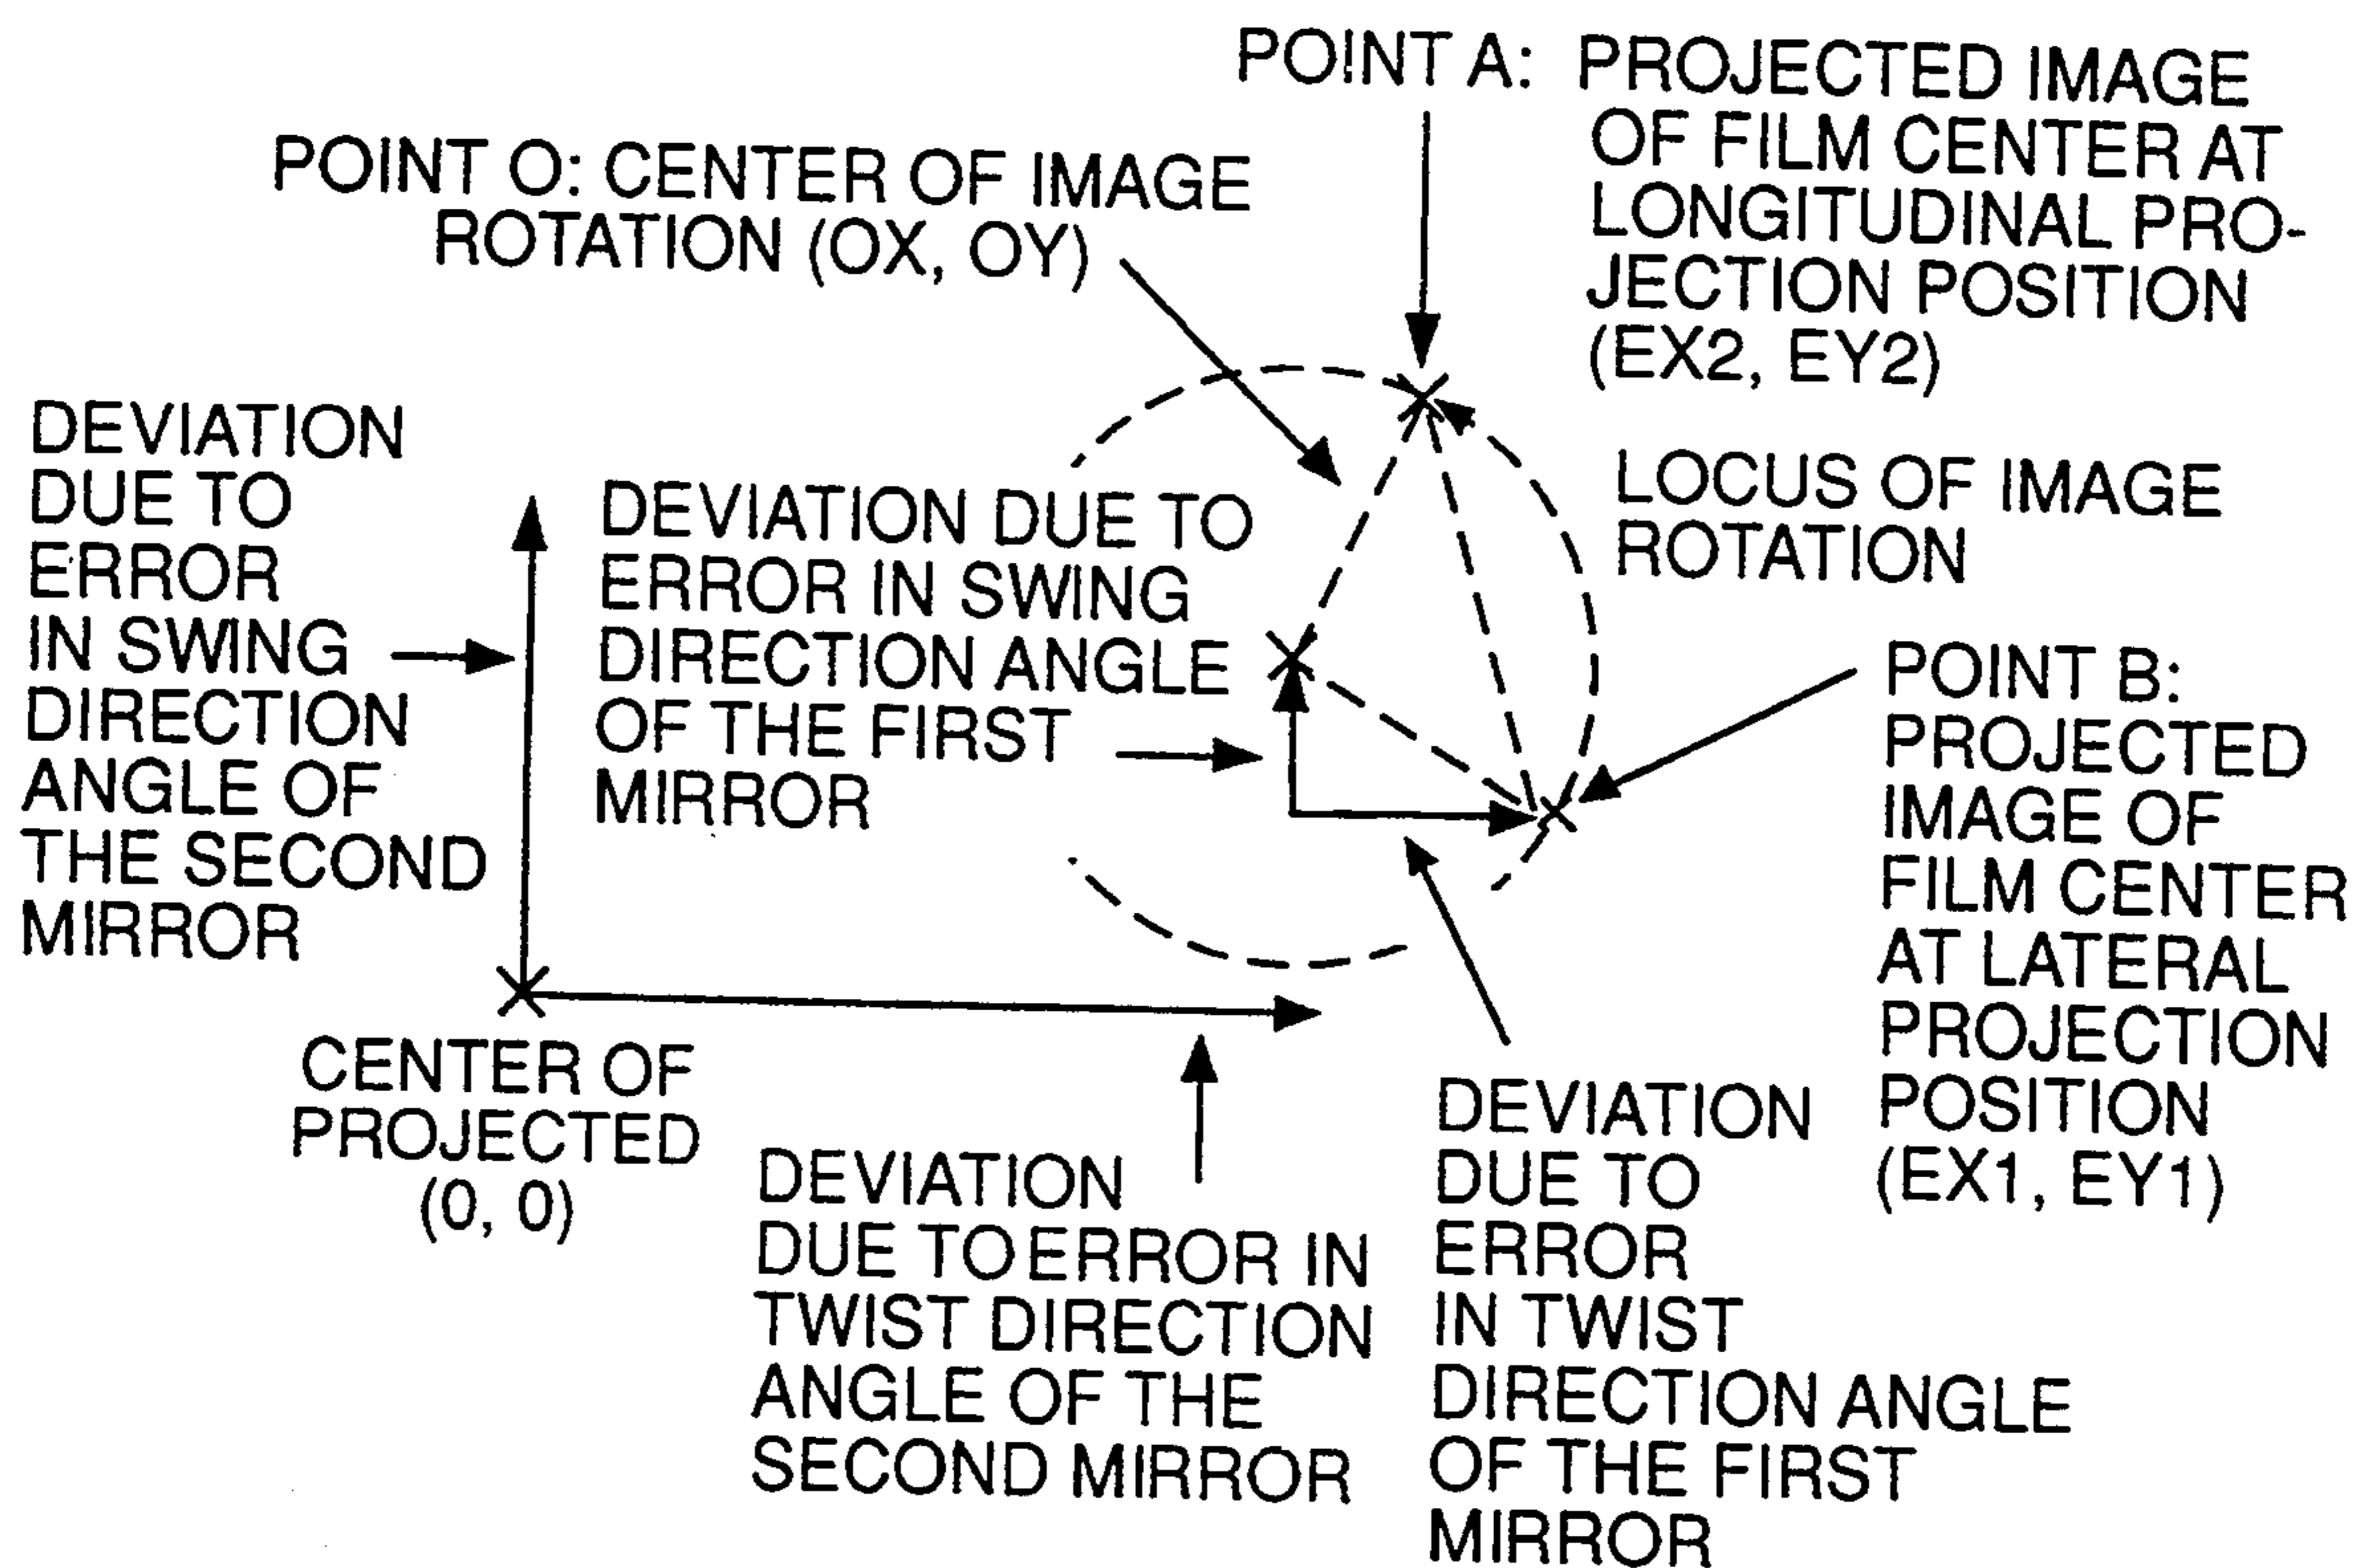 POINT A: PROJECTED IMAGE
OF FILM CENTER AT
LONGITUDINAL PRO-
JECTION POSITION
(EX2, EY2)
POINT O: CENTER OF IMAGE
ROTATION (OX, OY)
DEVIATION
DUE TO
ERROR
IN SWING
DIRECTION
ANGLE OF
THE SECOND
MIRROR
DEVIATION DUE TO
ERROR IN SWING
DIRECTION ANGLE
OF THE FIRST
MIRROR
LOCUS OF IMAGE
ROTATION
POINT B:
PROJECTED
IMAGE OF
FILM CENTER
AT LATERAL
PROJECTION
POSITION
(EX1, EY1)
CENTER OF
PROJECTED
(0, 0)
DEVIATION
DUE TO ERROR IN
TWIST DIRECTION
ANGLE OF THE
SECOND MIRROR
DEVIATION
DUE TO
ERROR
IN TWIST
DIRECTION ANGLE
OF THE FIRST
MIRROR